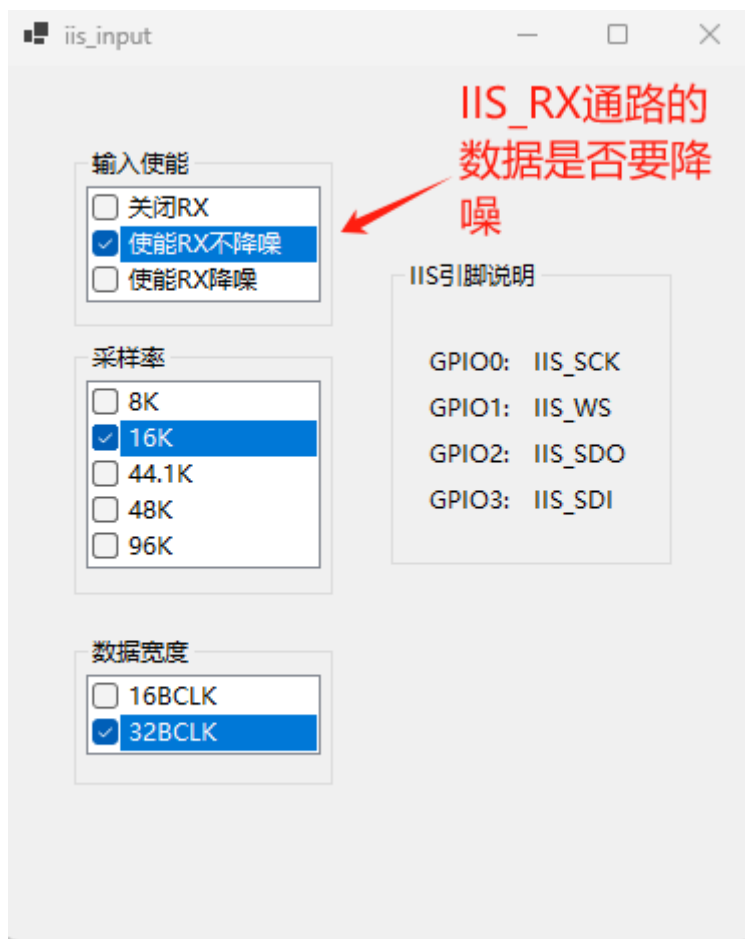 iis_input
IIS_RX通路的
数据是否要降
噪
输入使能
关闭RX
使能RX不降噪
使能RX降噪
IIS引脚说明
GPIO0: IIS_SCK
GPIO1: IIS_WS
GPIO2: IIS_SDO
GPIO3: IIS_SDI
采样率
8K
16K
44.1K
48K
96K
数据宽度
16BCLK
32BCLK